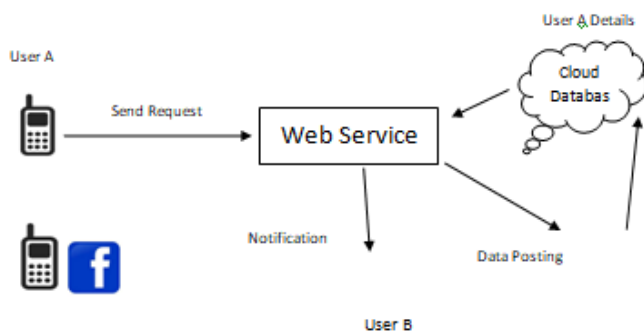 User A Details
User A
Cloud
Databas
Send Request
Web Service
Notification
Data Posting
User B
f